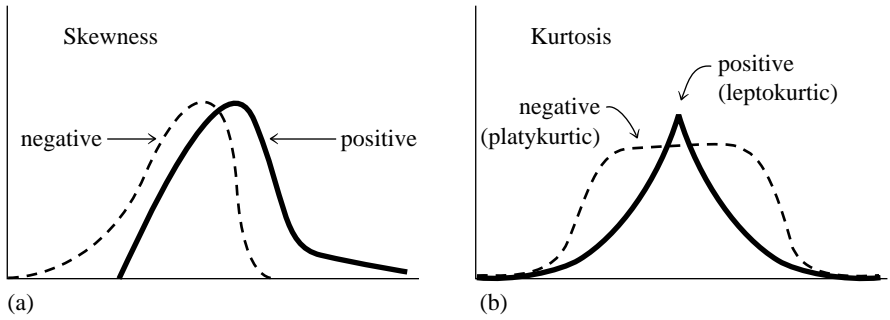 Skewness
negative
positive
(a)
Kurtosis
positive
(leptokurtic)
negative
(platykurtic)
(b)